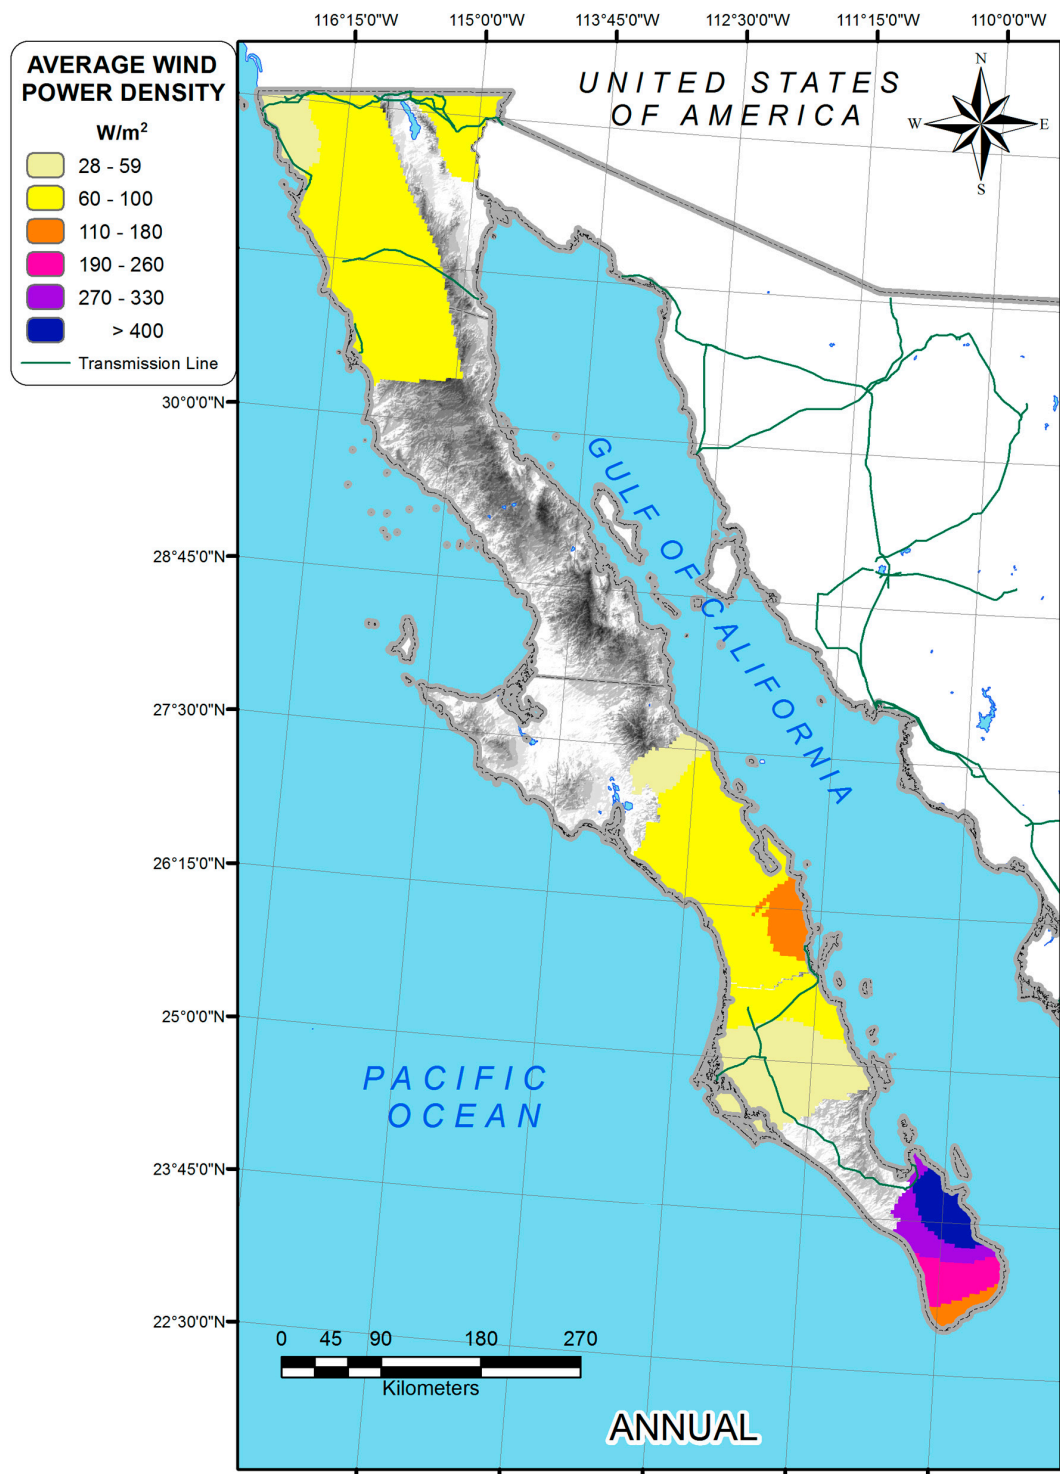 116°15'0"W
115°0'0"W
113°45'0"W
112°30'0"W
111°15'0"W
110°0'0"W
AVERAGE WIND
POWER DENSITY
W/m²
28 - 59
60 - 100
110 - 180
190 - 260
270 - 330
> 400
Transmission Line
UNITED STATES
OF AMERICA
N
W
E
S
30°0'0"N
28°45'0"N
27°30'0"N
26°15'0"N
25°0'0"N
23°45'0"N
22°30'0"N
GULF OF CALIFORNIA
PACIFIC
OCEAN
0 45 90 180 270
Kilometers
ANNUAL